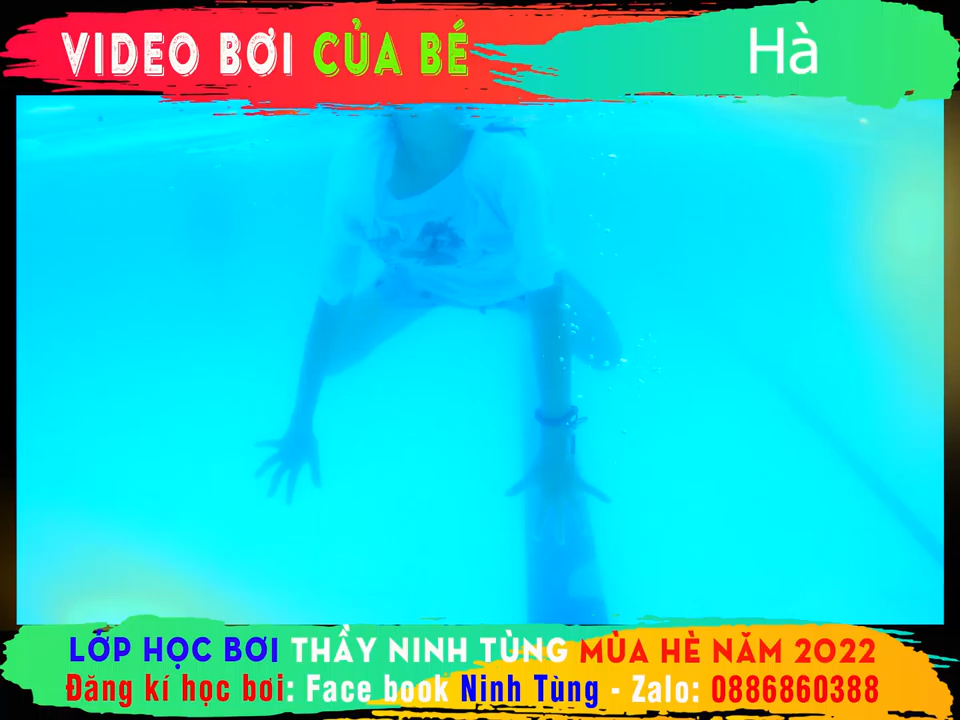 VIDEO BƠI CỦA BÉ
Hà
LỚP HỌC BƠI THẦY NINH TÙNG MÙA HÈ NĂM 2022
Đăng kí học bơi: Face book Ninh Tùng - Zalo: 0886860388